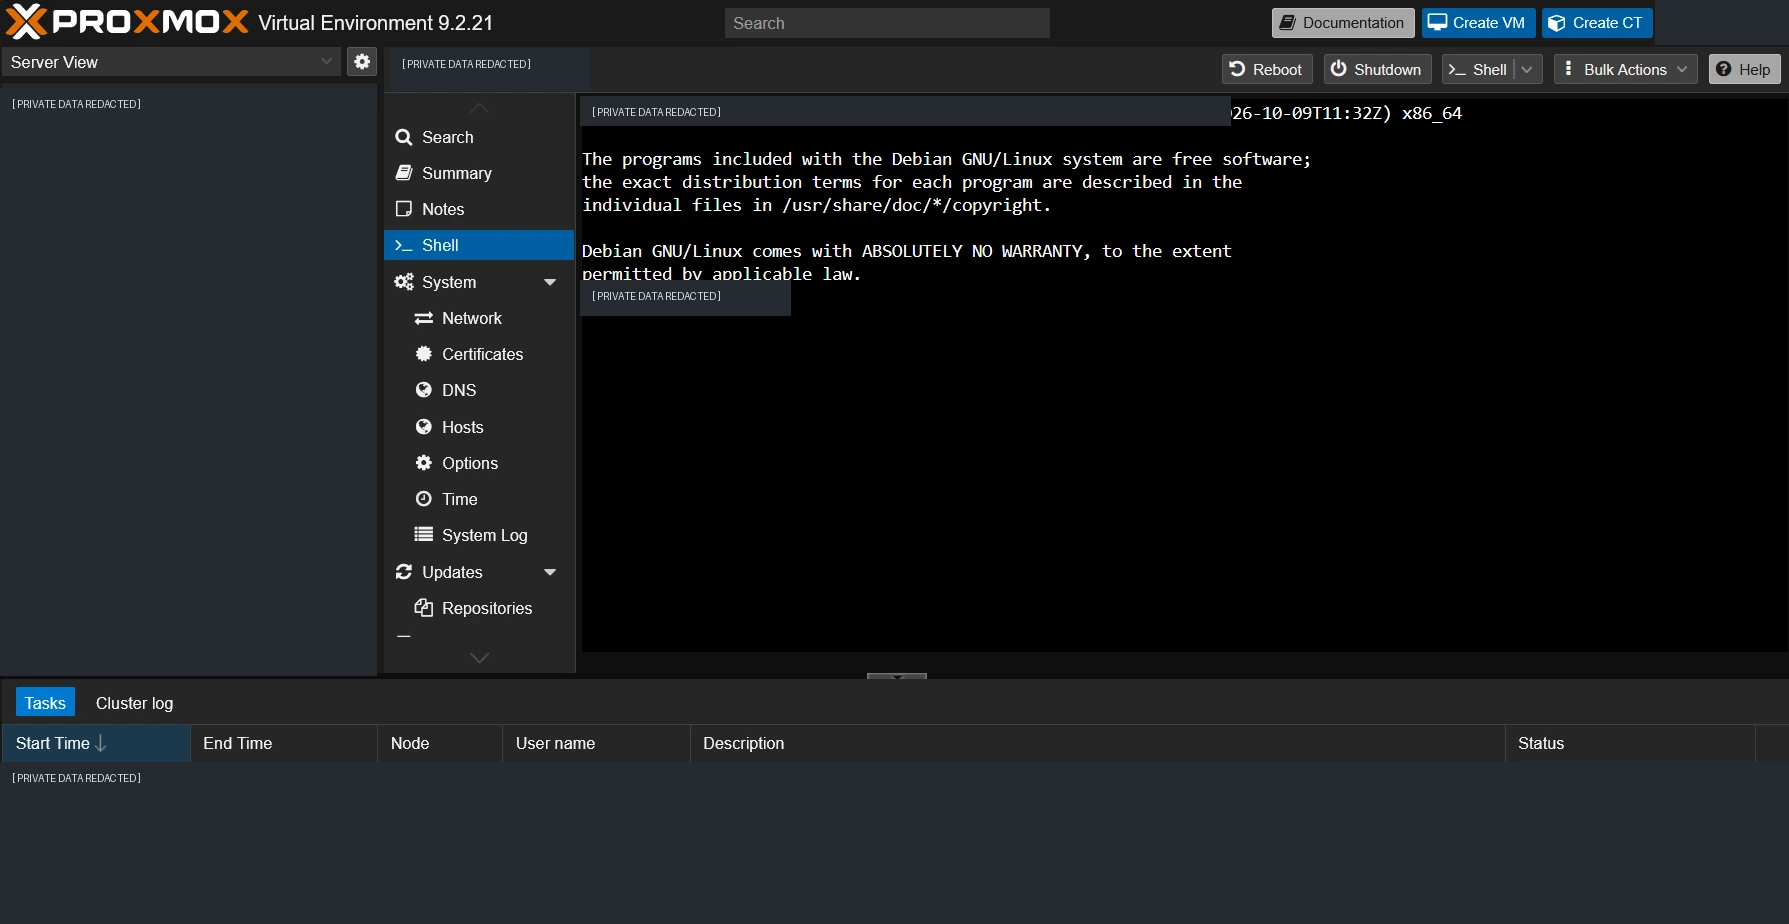 PROXMOX Virtual Environment 9.2.21
Search
Documentation
Create VM
Create CT
Server View
[PRIVATE DATA REDACTED]
Reboot
Shutdown
Shell
Bulk Actions
Help
[PRIVATE DATA REDACTED]
Search
Summary
Notes
Shell
System
Network
Certificates
DNS
Hosts
Options
Time
System Log
Updates
Repositories
[PRIVATE DATA REDACTED] 26-10-09T11:32Z) x86_64
The programs included with the Debian GNU/Linux system are free software;
the exact distribution terms for each program are described in the
individual files in /usr/share/doc/*/copyright.
Debian GNU/Linux comes with ABSOLUTELY NO WARRANTY, to the extent
permitted by applicable law.
[PRIVATE DATA REDACTED]
Tasks
Cluster log
Start Time
End Time
Node
User name
Description
Status
[PRIVATE DATA REDACTED]